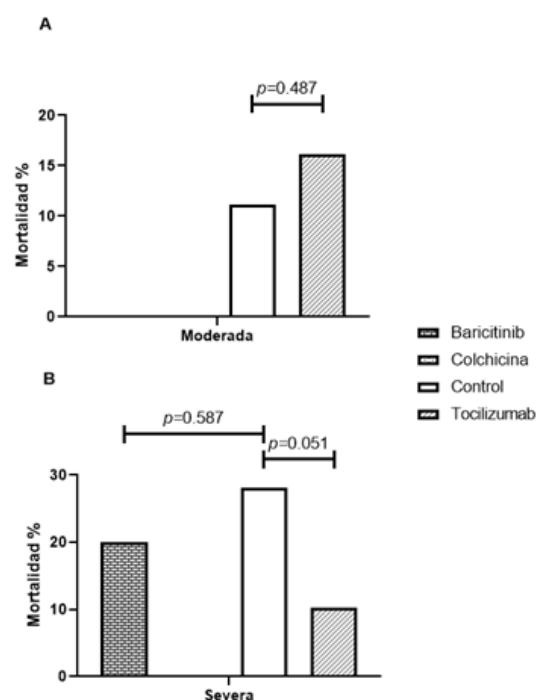 A
p=0.487
Mortalidad %
20
15
10
5
0
Moderada
Baricitinib
Colchicina
Control
Tocilizumab
B
p=0.587
p=0.051
Mortalidad %
30
20
10
0
Severa